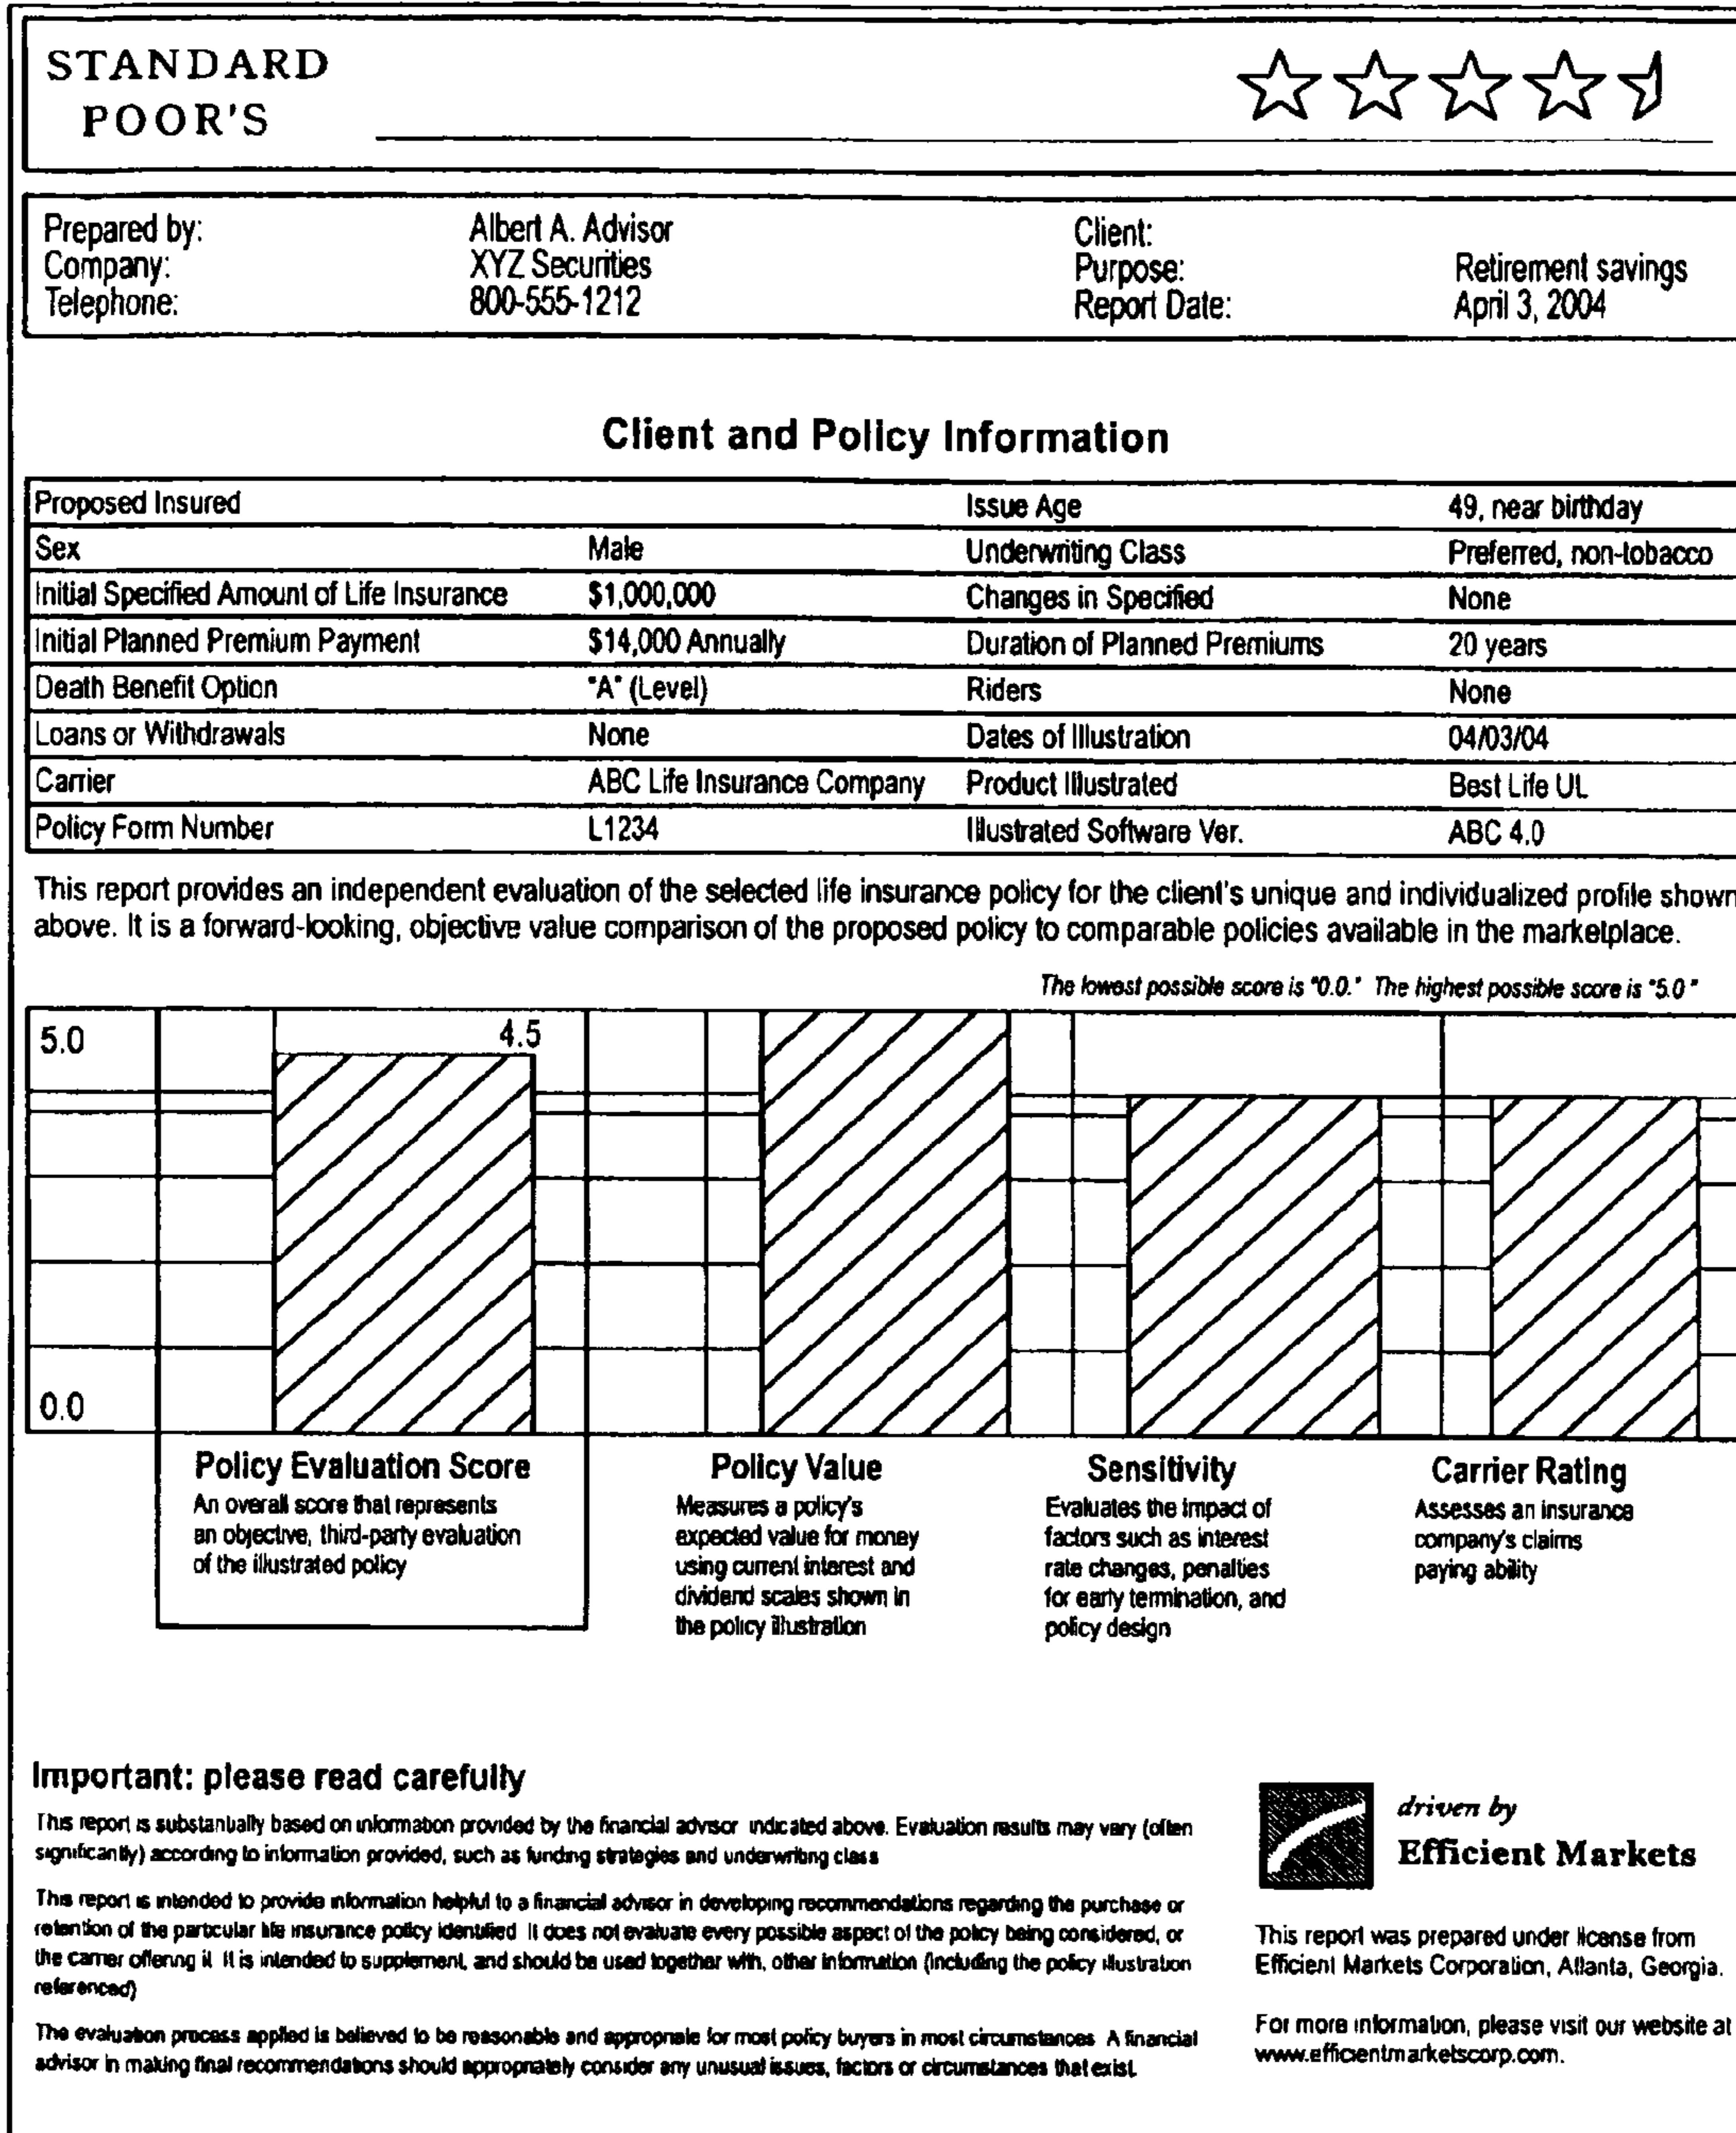 STANDARD
POOR'S
Prepared by: Albert A. Advisor Client:
Company: XYZ Securities Purpose: Retirement savings
Telephone: 800-555-1212 Report Date: April 3, 2004
Client and Policy Information
Proposed Insured Issue Age 49, near birthday
Sex Male Underwriting Class Preferred, non-tobacco
Initial Specified Amount of Life Insurance $1,000,000 Changes in Specified None
Initial Planned Premium Payment $14,000 Annually Duration of Planned Premiums 20 years
Death Benefit Option "A" (Level) Riders None
Loans or Withdrawals None Dates of Illustration 04/03/04
Carrier ABC Life Insurance Company Product Illustrated Best Life UL
Policy Form Number L1234 Illustrated Software Ver. ABC 4.0
This report provides an independent evaluation of the selected life insurance policy for the client's unique and individualized profile shown
above. It is a forward-looking, objective value comparison of the proposed policy to comparable policies available in the marketplace.
The lowest possible score is "0.0." The highest possible score is "5.0"
5.0
4.5
0.0
Policy Evaluation Score
An overall score that represents
an objective, third-party evaluation
of the illustrated policy
Policy Value
Measures a policy's
expected value for money
using current interest and
dividend scales shown in
the policy illustration
Sensitivity
Evaluates the impact of
factors such as interest
rate changes, penalties
for early termination, and
policy design
Carrier Rating
Assesses an insurance
company's claims
paying ability
Important: please read carefully
This report is substantially based on information provided by the financial advisor indicated above. Evaluation results may vary (often
significantly) according to information provided, such as funding strategies and underwriting class
This report is intended to provide information helpful to a financial advisor in developing recommendations regarding the purchase or
retention of the particular life insurance policy identified It does not evaluate every possible aspect of the policy being considered, or
the carrier offering it It is intended to supplement, and should be used together with, other information (including the policy illustration
referenced)
The evaluation process applied is believed to be reasonable and appropriate for most policy buyers in most circumstances A financial
advisor in making final recommendations should appropriately consider any unusual issues, factors or circumstances that exist.
driven by
Efficient Markets
This report was prepared under license from
Efficient Markets Corporation, Atlanta, Georgia.
For more information, please visit our website at
www.efficientmarketscorp.com.